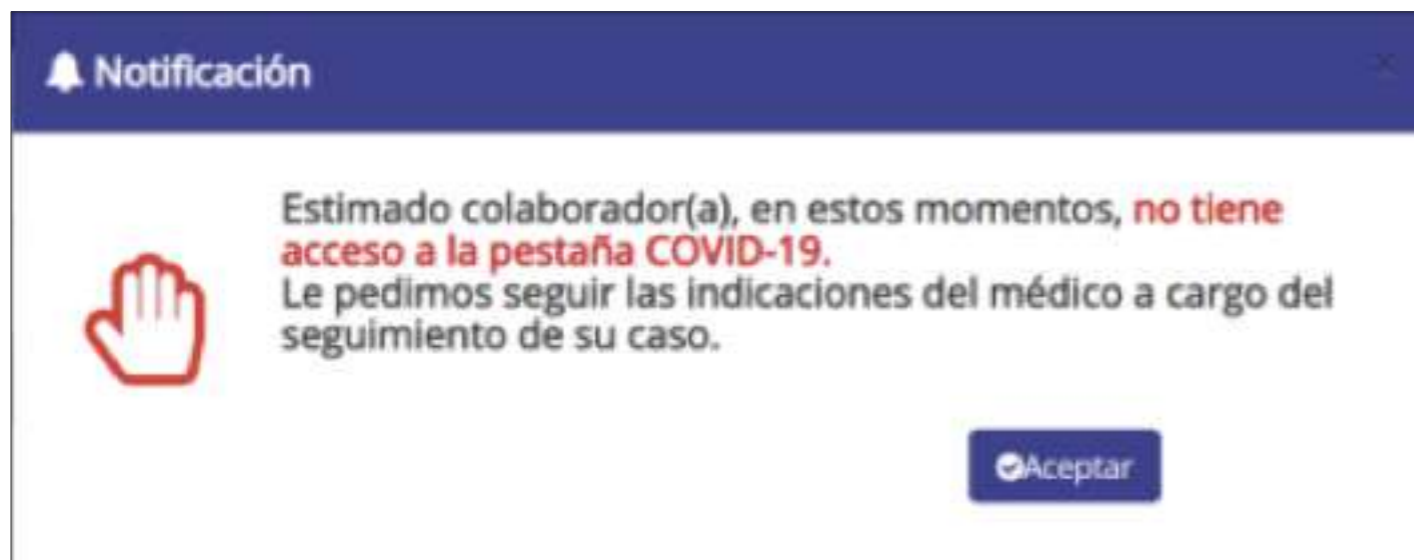 Notificación
Estimado colaborador(a), en estos momentos, no tiene
acceso a la pestaña COVID-19.
Le pedimos seguir las indicaciones del médico a cargo del
seguimiento de su caso.
Aceptar